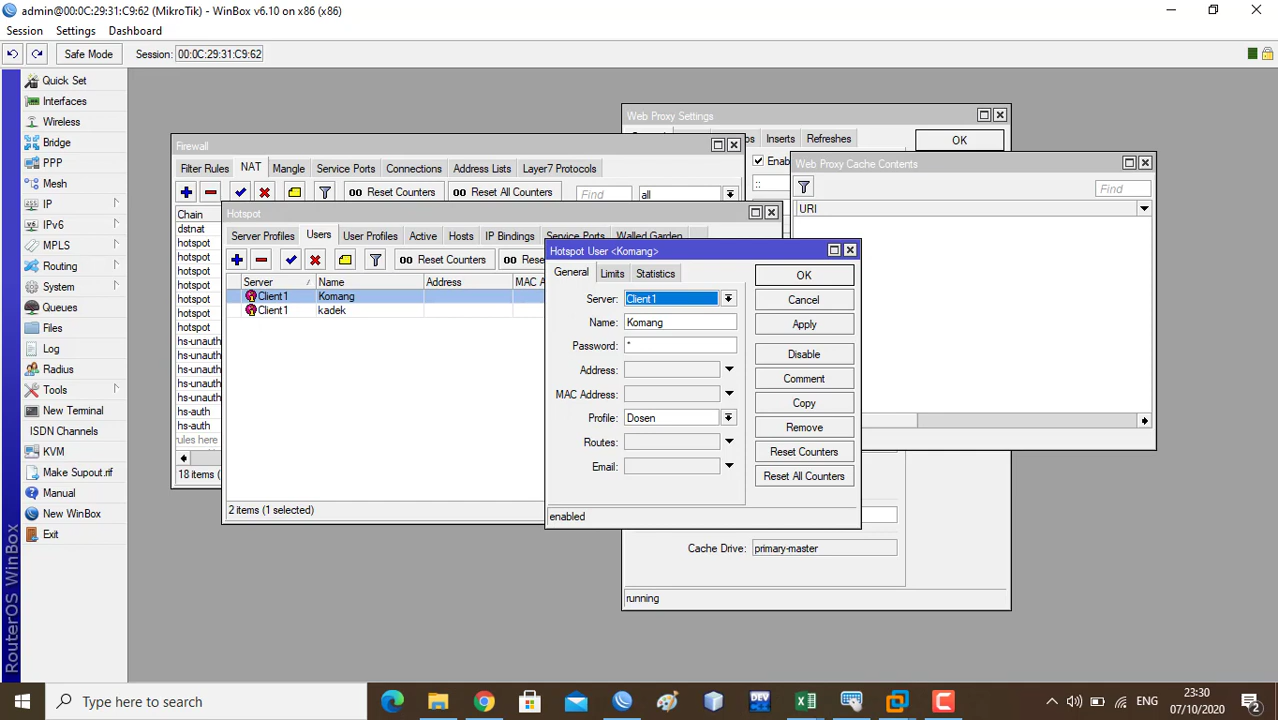 admin@00:0C:29:31:C9:62 (MikroTik) - WinBox v6.10 on x86 (x86)
Session Settings Dashboard
Safe Mode Session: 00:0C:29:31:C9:62
Quick Set
Interfaces
Wireless
Bridge
PPP
Mesh
IP
IPv6
MPLS
Routing
System
Queues
Files
Log
Radius
Tools
New Terminal
ISDN Channels
KVM
Make Supout.rif
Manual
New WinBox
Exit
RouterOS WinBox
Web Proxy Settings
Inserts Refreshes
OK
Enab
::
Cache Drive: primary-master
running
Web Proxy Cache Contents
Find
URI
Firewall
Filter Rules NAT Mangle Service Ports Connections Address Lists Layer7 Protocols
00 Reset Counters 00 Reset All Counters Find all
Chain
dstnat
hotspot
hotspot
hotspot
hotspot
hotspot
hotspot
hotspot
hs-unauth
hs-unauth
hs-unauth
hs-unauth
hs-unauth
hs-auth
rules here
18 items (
Hotspot
Server Profiles Users User Profiles Active Hosts IP Bindings Service Ports Walled Garden
00 Reset Counters 00 Rese
Server / Name Address MAC A
Client1 Komang
Client1 kadek
2 items (1 selected)
Hotspot User <Komang>
General Limits Statistics
Server: Client1
Name: Komang
Password: *
Address:
MAC Address:
Profile: Dosen
Routes:
Email:
OK
Cancel
Apply
Disable
Comment
Copy
Remove
Reset Counters
Reset All Counters
enabled
Type here to search
DEV
ENG
23:30
07/10/2020
2